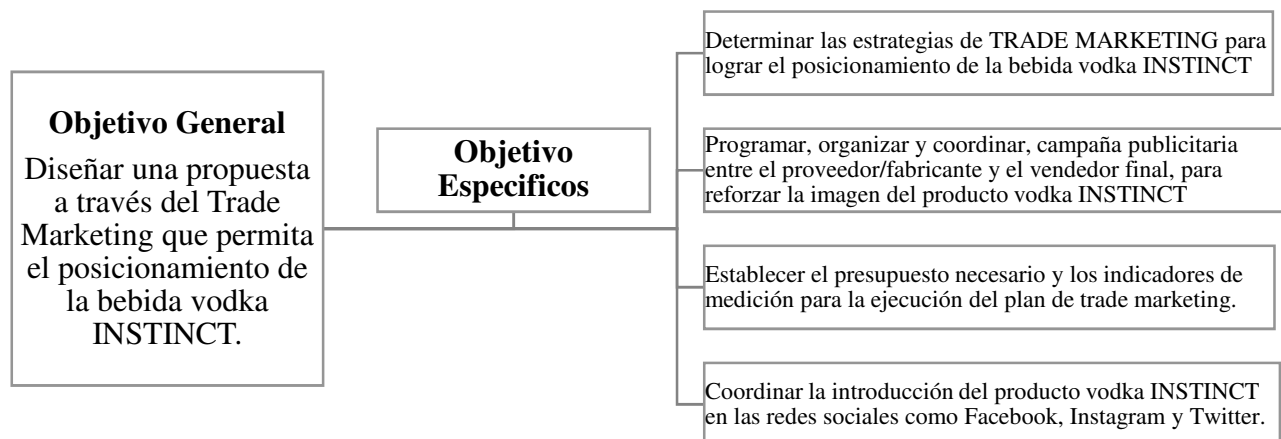 Objetivo General
Diseñar una propuesta
a través del Trade
Marketing que permita
el posicionamiento de
la bebida vodka
INSTINCT.
Objetivo
Especificos
Determinar las estrategias de TRADE MARKETING para
lograr el posicionamiento de la bebida vodka INSTINCT
Programar, organizar y coordinar, campaña publicitaria
entre el proveedor/fabricante y el vendedor final, para
reforzar la imagen del producto vodka INSTINCT
Establecer el presupuesto necesario y los indicadores de
medición para la ejecución del plan de trade marketing.
Coordinar la introducción del producto vodka INSTINCT
en las redes sociales como Facebook, Instagram y Twitter.